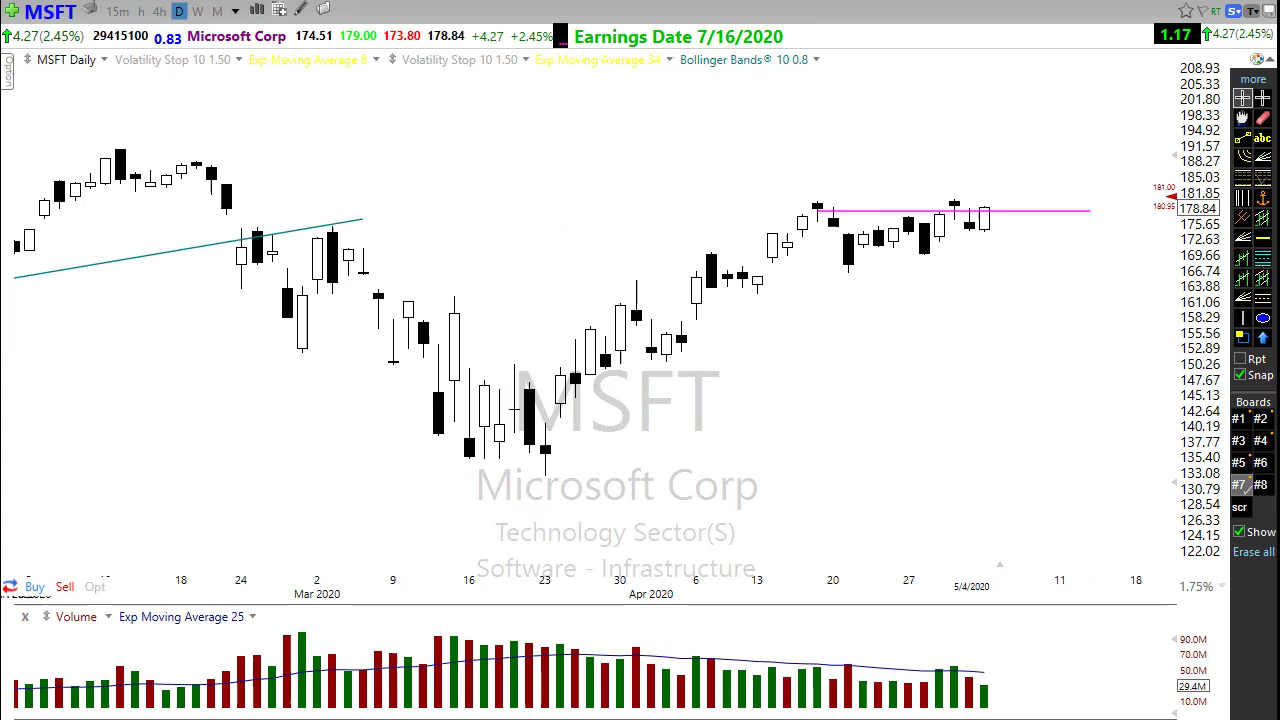 MSFT 15m h 4h D W M RT S T
4.27(2.45%) 29415100 0.83 Microsoft Corp 174.51 179.00 173.80 178.84 +4.27 +2.45% Earnings Date 7/16/2020 1.17 4.27(2.45%)
Option
MSFT Daily Volatility Stop 10 1.50 Exp Moving Average 8 Volatility Stop 10 1.50 Exp Moving Average 34 Bollinger Bands® 10 0.8
208.93
205.33
201.80
198.33
194.92
191.57
188.27
185.03
181.00
181.85
180.95
178.84
175.65
172.63
169.66
166.74
163.88
161.06
158.29
155.56
152.89
150.26
147.67
145.13
142.64
140.19
137.77
135.40
133.08
130.79
128.54
126.33
124.15
122.02
MSFT
Microsoft Corp
Technology Sector(S)
Software - Infrastructure
more
abc
Rpt
Snap
Boards
#1 #2
#3 #4
#5 #6
#7 #8
scr
Show
Erase all
Buy Sell Opt
18 24 2 9 16 23 30 6 13 20 27 5/4/2020 11 18 1.75%
Mar 2020 Apr 2020
X Volume Exp Moving Average 25
90.0M
70.0M
50.0M
29.4M
10.0M